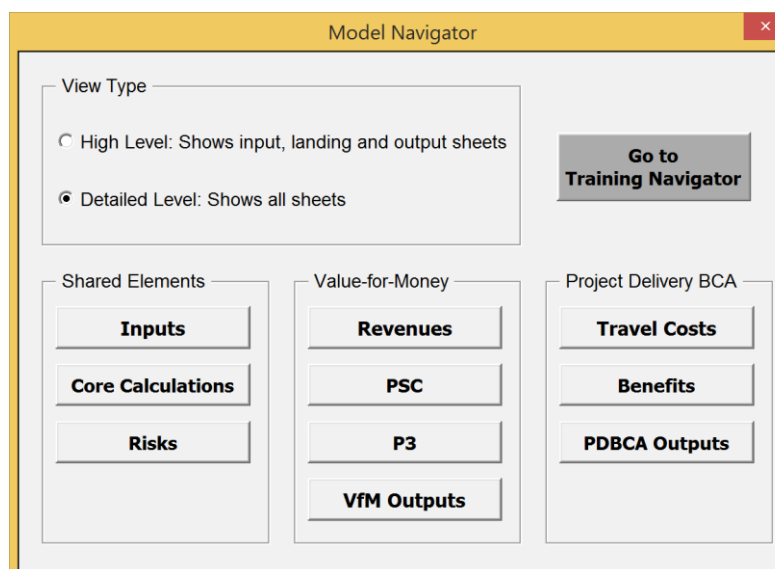 Model Navigator
×
View Type
High Level: Shows input, landing and output sheets
Detailed Level: Shows all sheets
Go to
Training Navigator
Shared Elements
Inputs
Core Calculations
Risks
Value-for-Money
Revenues
PSC
P3
VfM Outputs
Project Delivery BCA
Travel Costs
Benefits
PDBCA Outputs